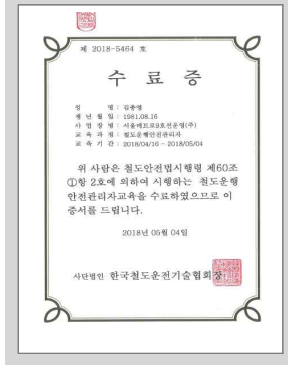 제 2018-5464 호
수 료 증
성 명 : 김종영
생 년 월 일 : 1981.08.16
사 업 장 명 : 서울메트로9호선운영(주)
교 육 과 정 : 철도운행안전관리자
교 육 기 간 : 2018/04/16 - 2018/05/04
위 사람은 철도안전법시행령 제60조
①항 2호에 의하여 시행하는 철도운행
안전관리자교육을 수료하였으므로 이
증서를 드립니다.
2018년 05월 04일
사단법인 한국철도운전기술협회장